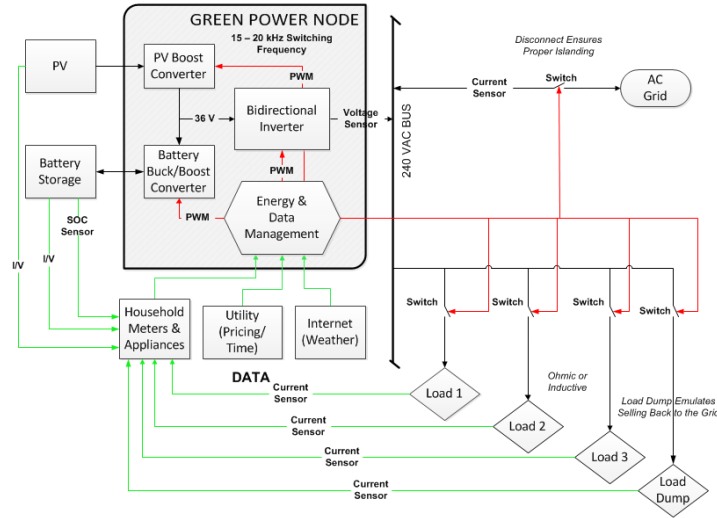 GREEN POWER NODE
15 – 20 kHz Switching
Frequency
Disconnect Ensures
Proper Islanding
PV
PV Boost
Converter
PWM
Current
Sensor
Switch
AC
Grid
36 V
Bidirectional
Inverter
Voltage
Sensor
240 VAC BUS
Battery
Storage
Battery
Buck/Boost
Converter
PWM
PWM
Energy &
Data
Management
SOC
Sensor
I/V
I/V
Household
Meters &
Appliances
Utility
(Pricing/
Time)
Internet
(Weather)
Switch
Switch
Switch
Switch
DATA
Ohmic or
Inductive
Load Dump Emulates
Selling Back to the Grid
Current
Sensor
Load 1
Current
Sensor
Load 2
Current
Sensor
Load 3
Current
Sensor
Load
Dump